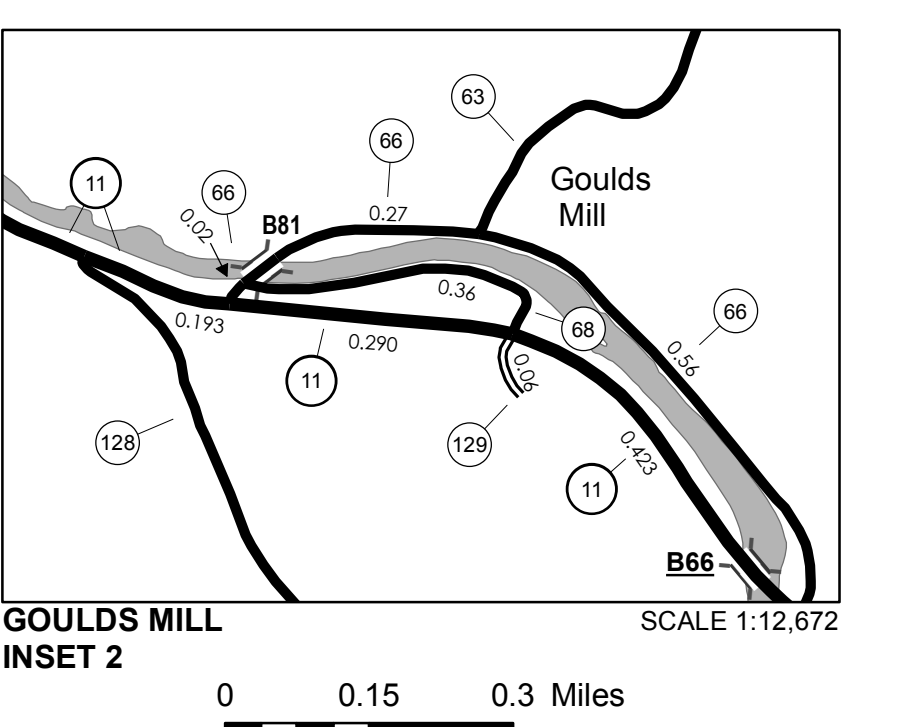 63
66
11
66
Goulds
Mill
0.02
B81
0.27
0.36
66
68
0.193
0.290
0.56
11
0.06
128
129
0.423
11
B66
GOULDS MILL
INSET 2
SCALE 1:12,672
0 0.15 0.3 Miles